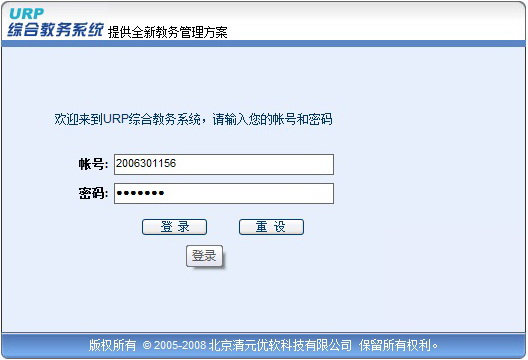 URP
综合教务系统 提供全新教务管理方案
欢迎来到URP综合教务系统，请输入您的帐号和密码
帐号: 2006301156
密码: •••••••
登 录 重 设
登录
版权所有 © 2005-2008 北京清元优软科技有限公司 保留所有权利。